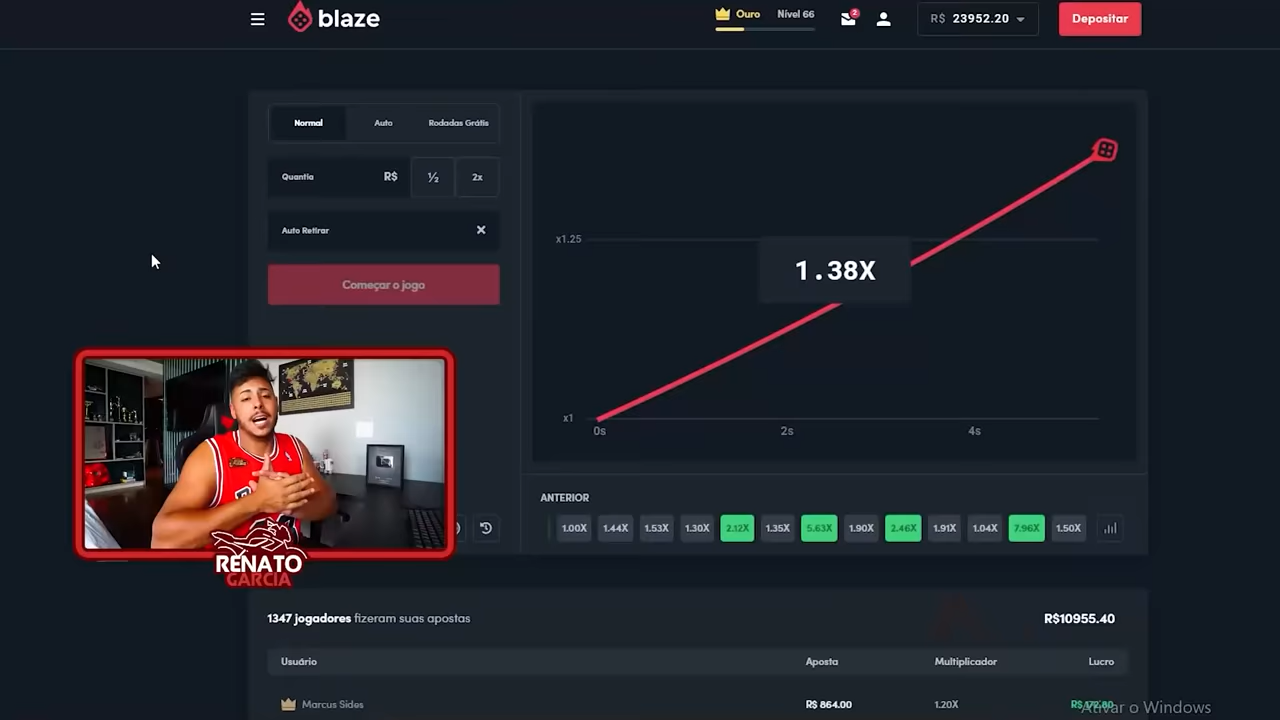 blaze
Ouro Nível 66
2
R$ 23952.20
Depositar
Normal Auto Rodadas Grátis
Quantia R$ ½ 2x
Auto Retirar
Começar o jogo
x1.25
1.38X
x1
0s 2s 4s
ANTERIOR
1.00X 1.44X 1.53X 1.30X 2.12X 1.35X 5.63X 1.90X 2.46X 1.91X 1.04X 7.96X 1.50X
RENATO
GARCIA
1347 jogadores fizeram suas apostas R$10955.40
Usuário Aposta Multiplicador Lucro
Marcus Sides R$ 864.00 1.20X R$ 172.80
Ativar o Windows